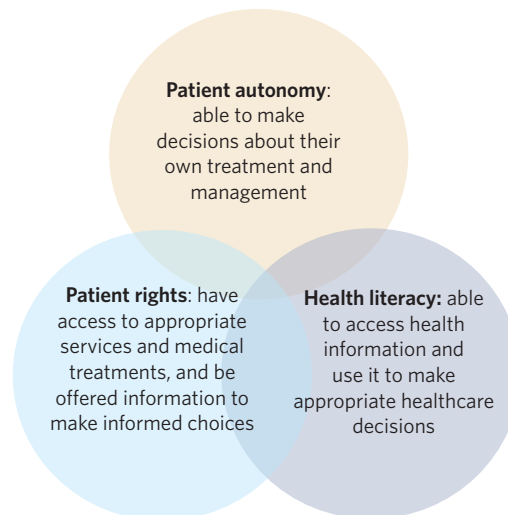 Patient autonomy:
able to make
decisions about their
own treatment and
management
Patient rights: have
access to appropriate
services and medical
treatments, and be
offered information to
make informed choices
Health literacy: able
to access health
information and
use it to make
appropriate healthcare
decisions